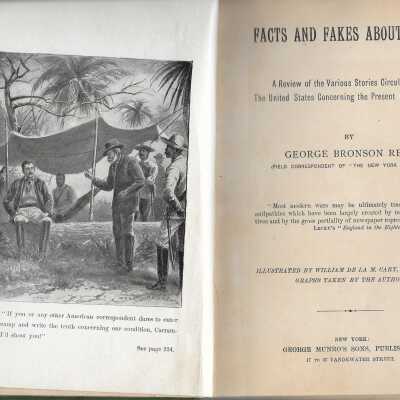 "If you or any other American correspondent dares to enter
camp and write the truth concerning our condition, Carran-
I'll shoot you!"
See page 224.
FACTS AND FAKES ABOUT
A Review of the Various Stories Circul
The United States Concerning the Present
BY
GEORGE BRONSON RE
(FIELD CORRESPONDENT OF "THE NEW YORK
"Most modern wars may be ultimately trac
antipathies which have been largely created by ne
tives and by the gross partiality of newspaper repre
LECKY'S "England in the Eighte
ILLUSTRATED BY WILLIAM DE LA M. CARY,
GRAPHS TAKEN BY THE AUTHO
NEW YORK:
GEORGE MUNRO'S SONS, PUBLIS
17 TO 27 VANDEWATER STREET.